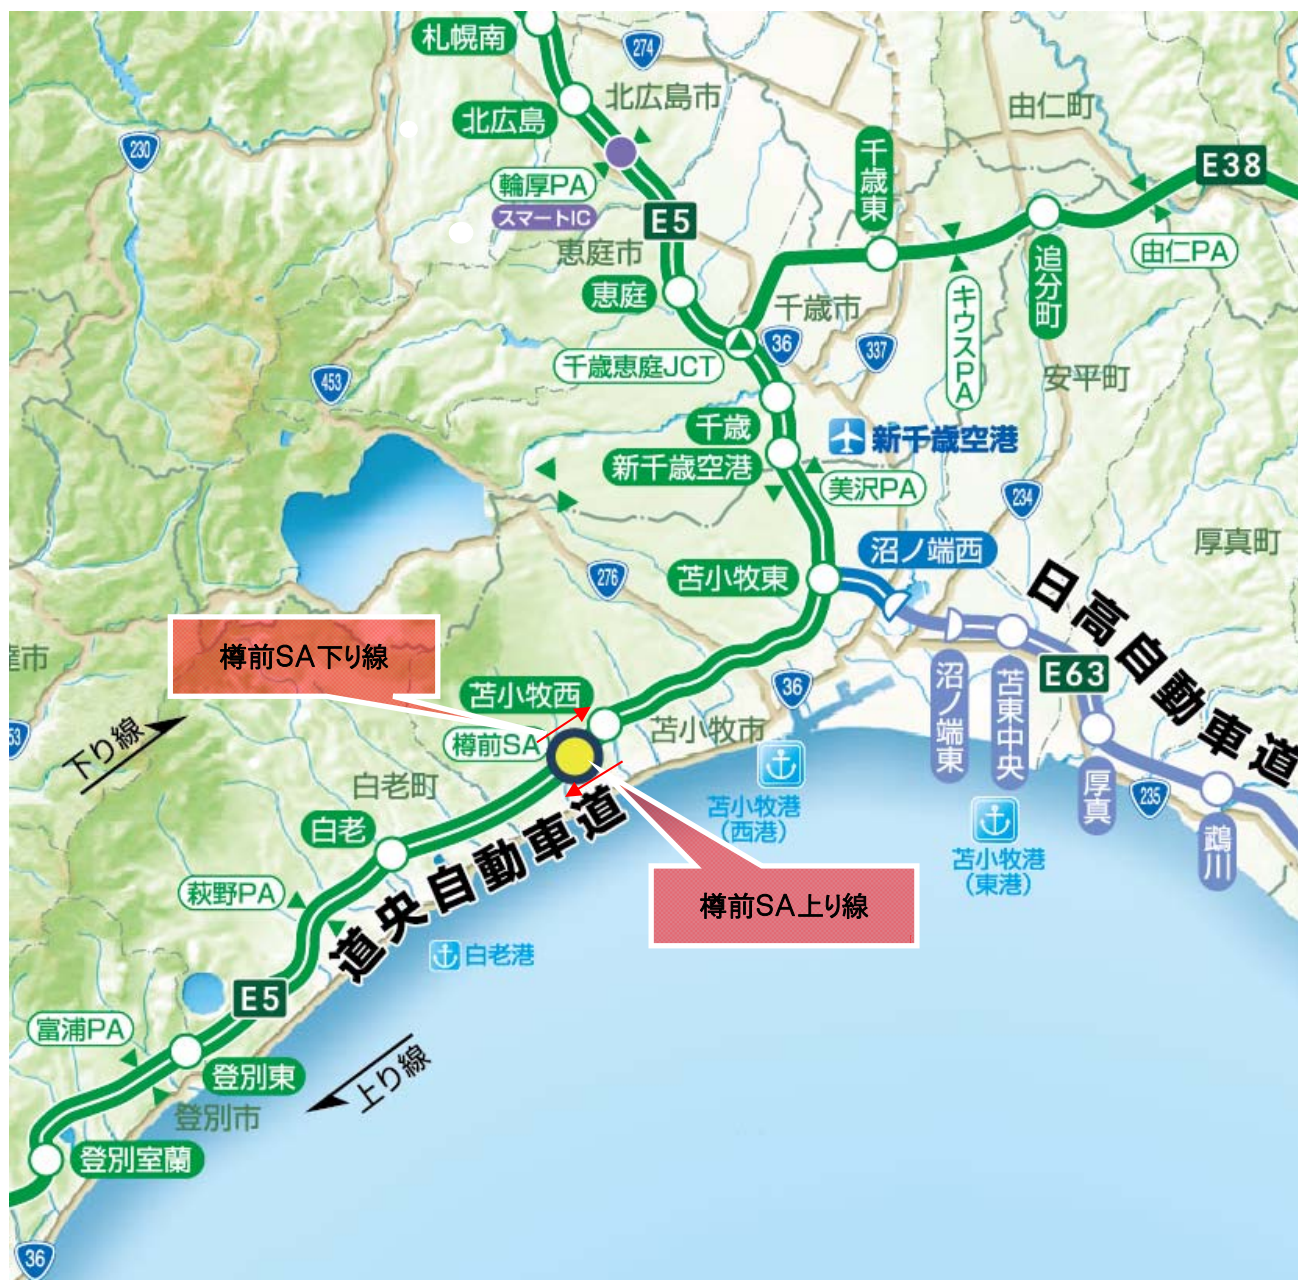 札幌南
274
北広島市
北広島
由仁町
230
千歳東
E38
輪厚PA
スマートIC
E5
恵庭市
由仁PA
追分町
恵庭
千歳市
キウスPA
36
337
千歳恵庭JCT
453
安平町
千歳
新千歳空港
新千歳空港
美沢PA
234
厚真町
沼ノ端西
276
苫小牧東
日高自動車道
樽前SA下り線
E63
苫小牧西
36
沼ノ端東
苫東中央
下り線
樽前SA
苫小牧市
53
白老町
厚真
235
苫小牧港
(西港)
白老
鵡川
苫小牧港
(東港)
萩野PA
樽前SA上り線
道央自動車道
白老港
E5
富浦PA
登別東
上り線
登別市
登別室蘭
36